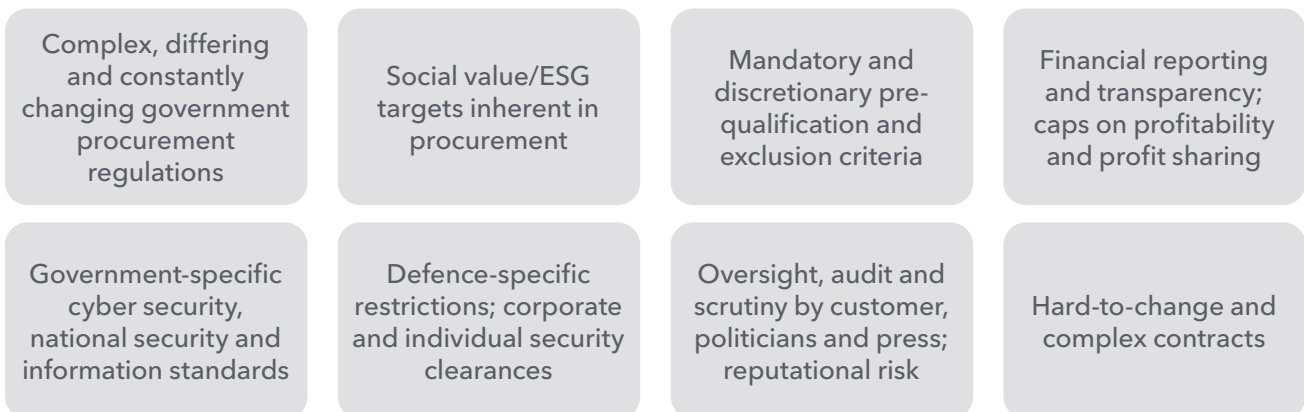 Complex, differing
and constantly
changing government
procurement
regulations
Social value/ESG
targets inherent in
procurement
Mandatory and
discretionary pre-
qualification and
exclusion criteria
Financial reporting
and transparency;
caps on profitability
and profit sharing
Government-specific
cyber security,
national security and
information standards
Defence-specific
restrictions; corporate
and individual security
clearances
Oversight, audit and
scrutiny by customer,
politicians and press;
reputational risk
Hard-to-change and
complex contracts